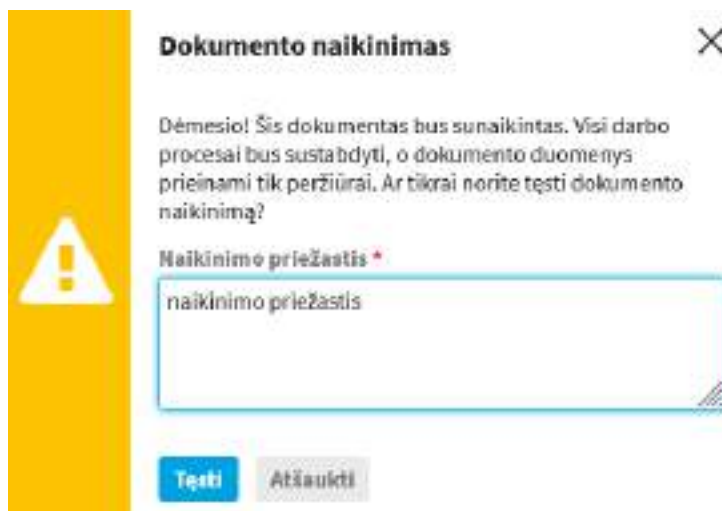 Dokumento naikinimas
Dėmesio! Šis dokumentas bus sunaikintas. Visi darbo
procesai bus sustabdyti, o dokumento duomenys
prieinami tik peržiūrai. Ar tikrai norite tęsti dokumento
naikinimą?
Naikinimo priežastis *
naikinimo priežastis
Tęsti
Atšaukti